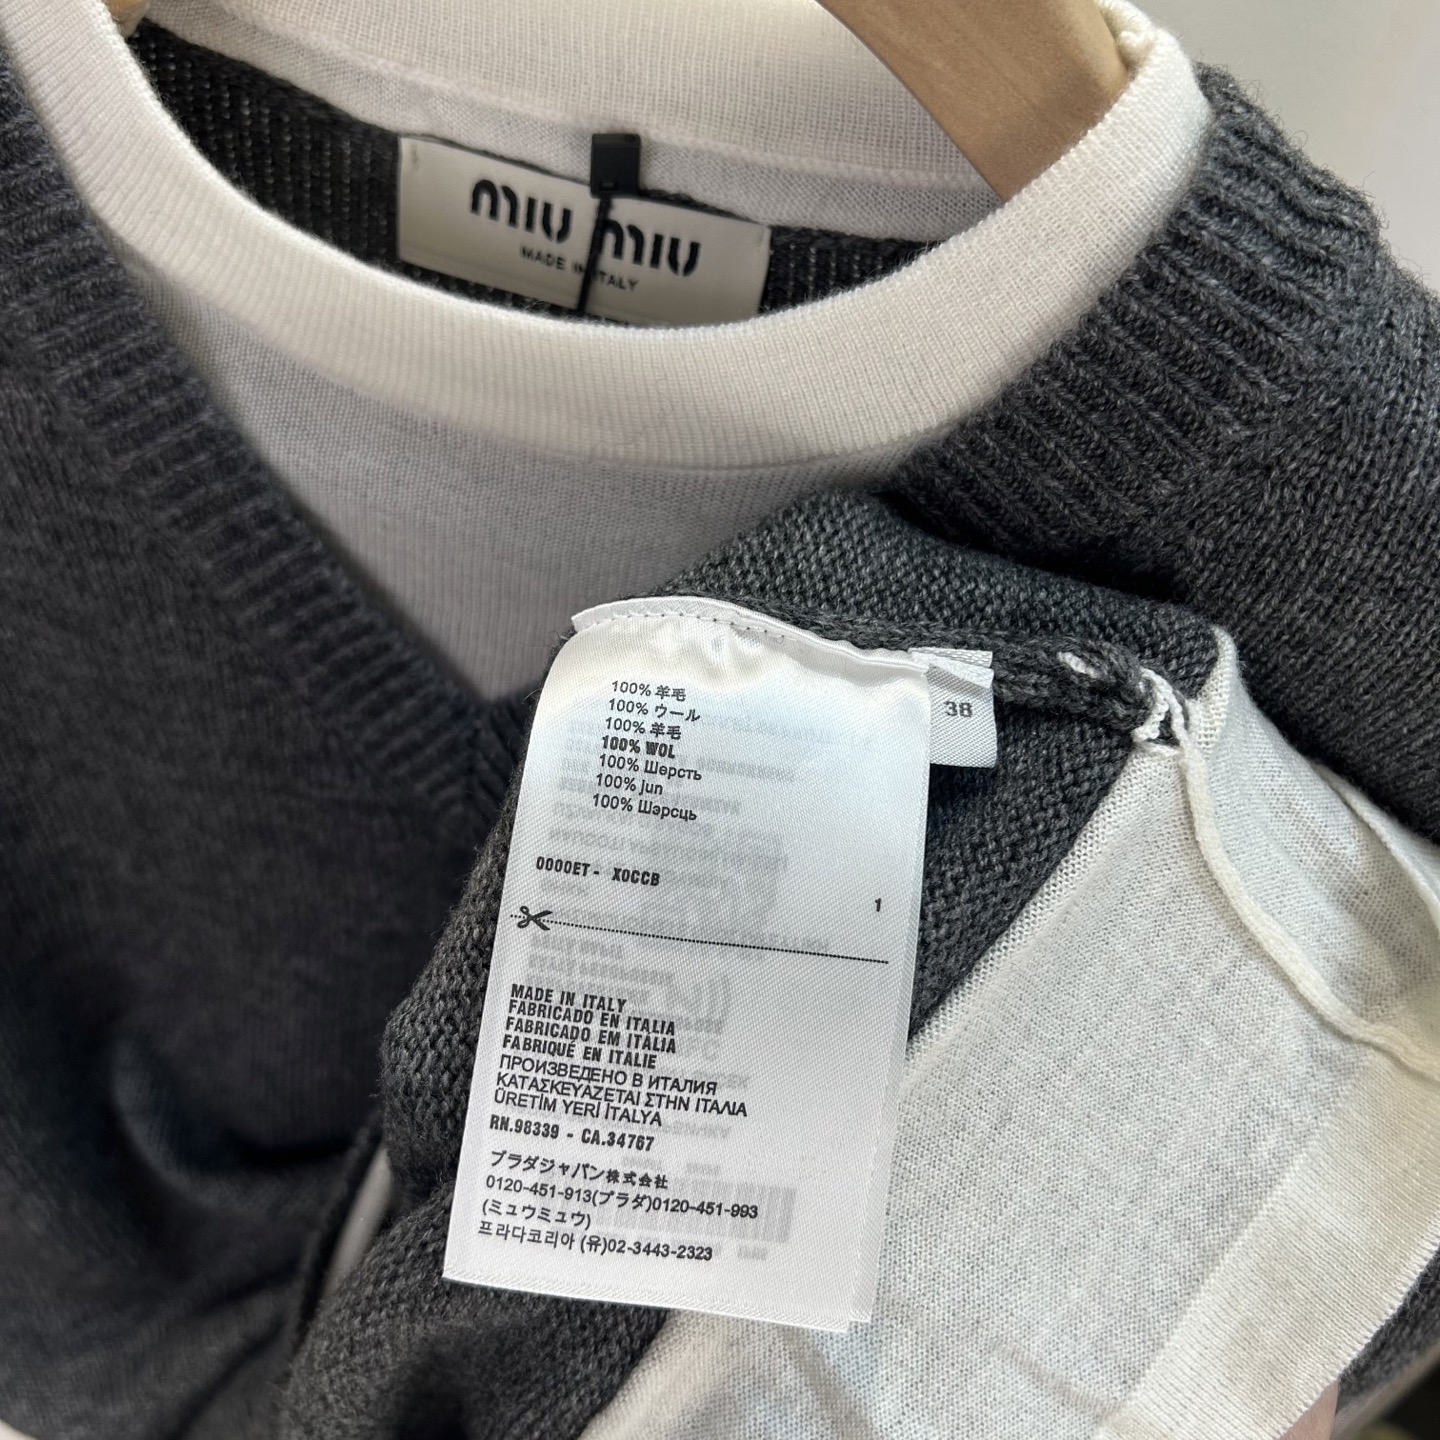 miu miu
MADE IN ITALY
38
100% 羊毛
100% ウール
100% 羊毛
100% WOL
100% Шерсть
100% jun
100% Шэрсць
0000ET - X0CCB
1
MADE IN ITALY
FABRICADO EN ITALIA
FABRICADO EM ITÁLIA
FABRIQUÉ EN ITALIE
ПРОИЗВЕДЕНО В ИТАЛИЯ
ΚΑΤΑΣΚΕΥΑΖΕΤΑΙ ΣΤΗΝ ΙΤΑΛΙΑ
ÜRETİM YERİ İTALYA
RN.98339 - CA.34767
プラダジャパン株式会社
0120-451-913(プラダ)0120-451-993
(ミュウミュウ)
프라다코리아 (유)02-3443-2323